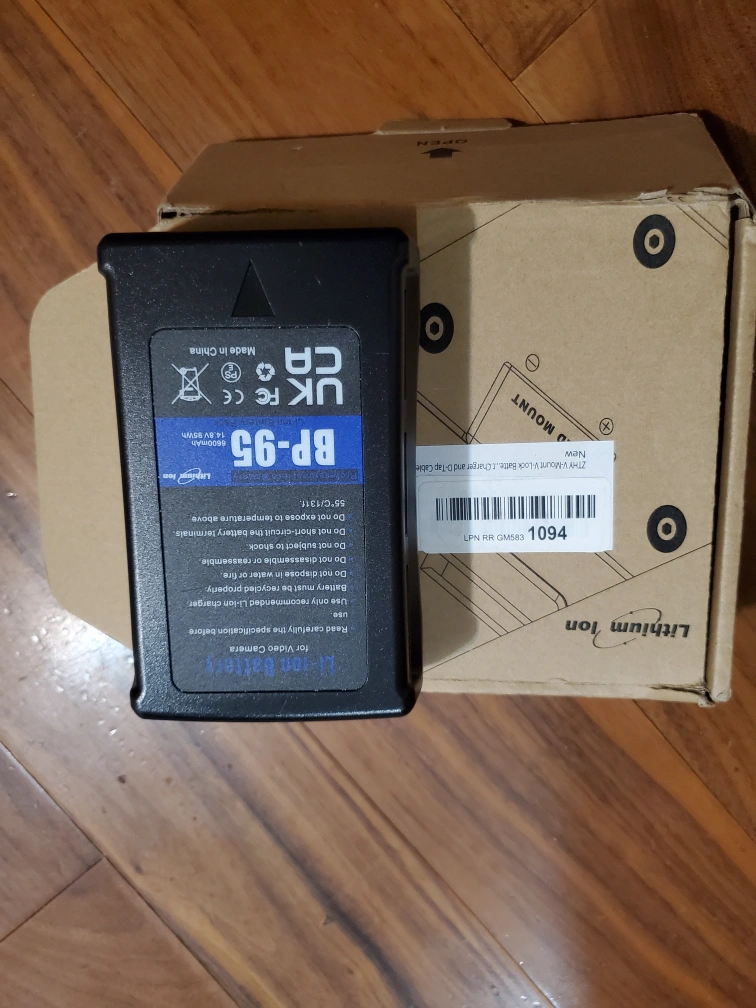 OPEN
Li-ion Battery
for Video Camera
Read carefully the specification before
use
Use only recommended Li-ion charger
Battery must be recycled properly.
Do not dispose in water or fire.
Do not disassemble or reassemble
Do not subject to shock
Do not short-circuit the battery terminals.
Do not expose to temperature above
55°C/131f.
BP-95
Lithium Ion
6600mAh
14.8V 95Wh
UK
CA
FC CE
PS
E
Made in China
Lithium Ion
LPN RR GM583 1094
ZTHY V-Mount V-Lock Batte...t.Charger and D-Tap Cable
New
MOUNT